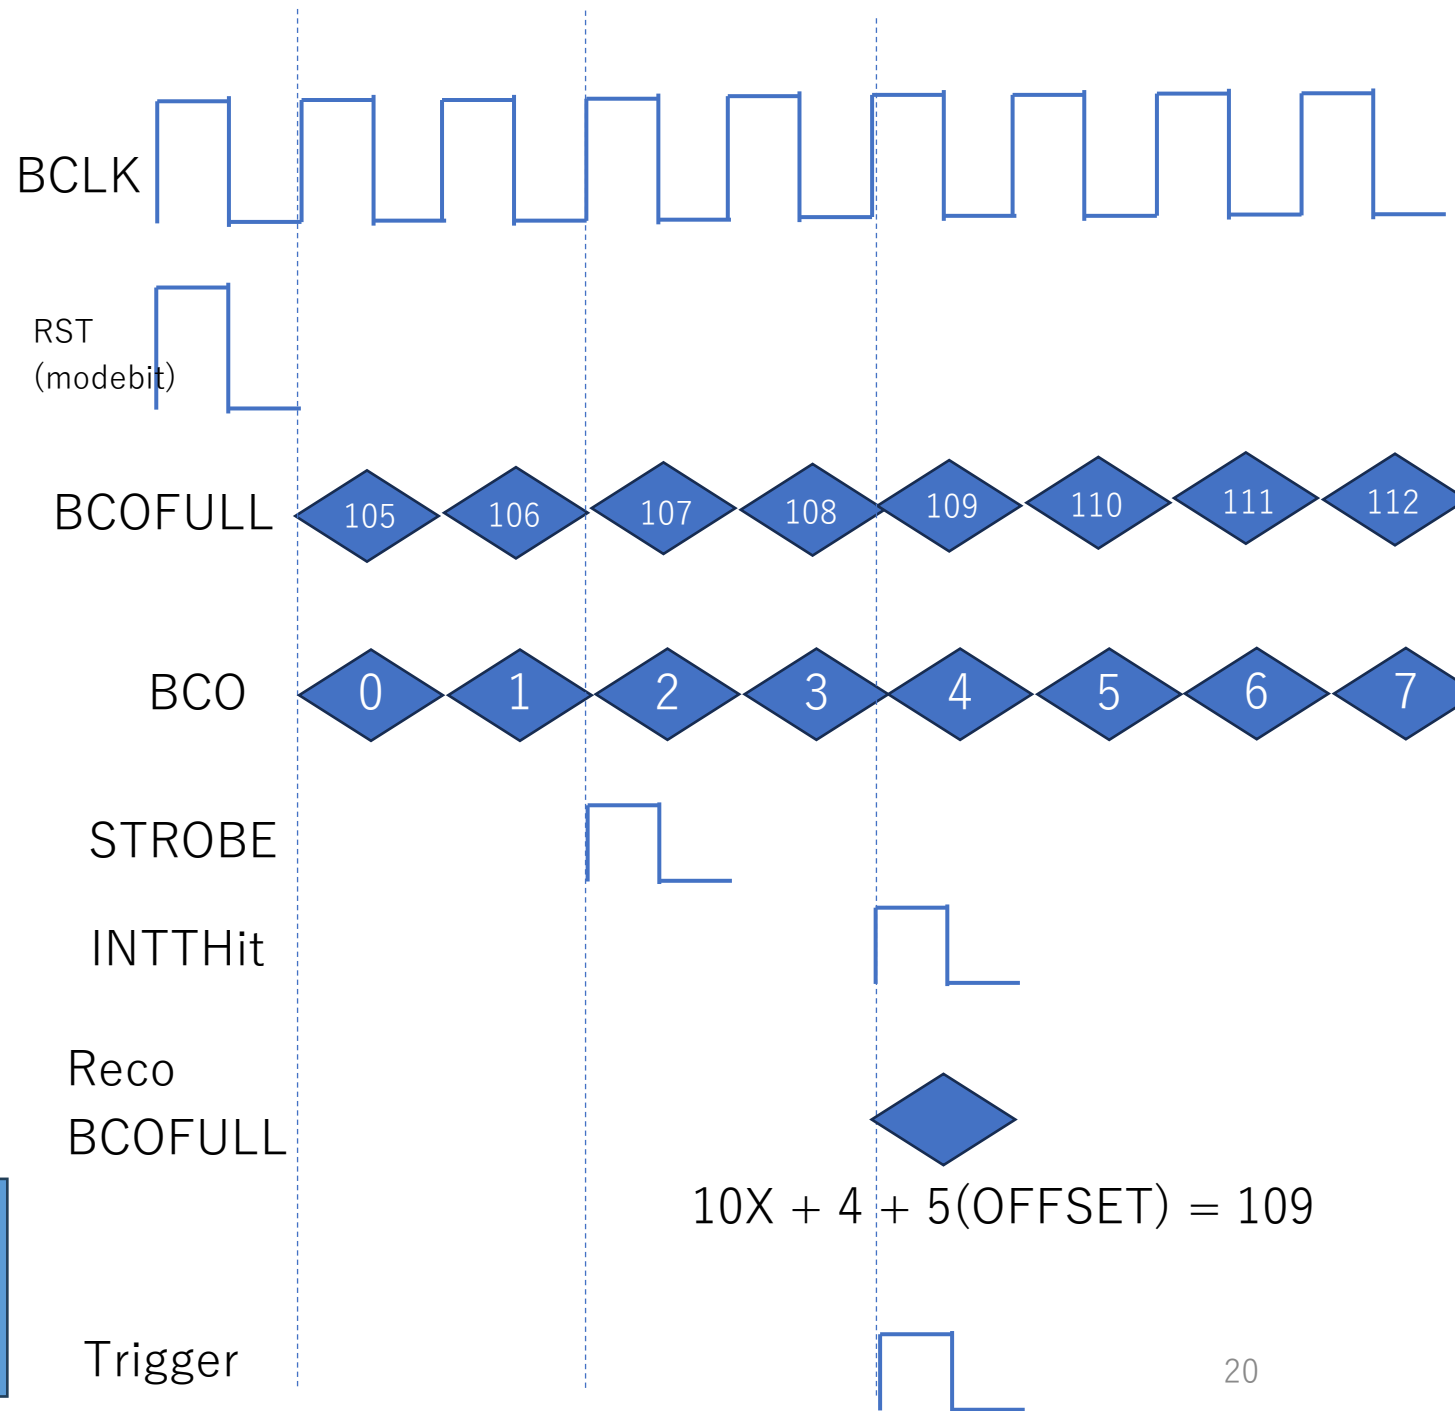 BCLK
RST
(modebit)
BCOFULL 105 106 107 108 109 110 111 112
BCO 0 1 2 3 4 5 6 7
STROBE
INTTHit
Reco
BCOFULL
10X + 4 + 5(OFFSET) = 109
Trigger
20